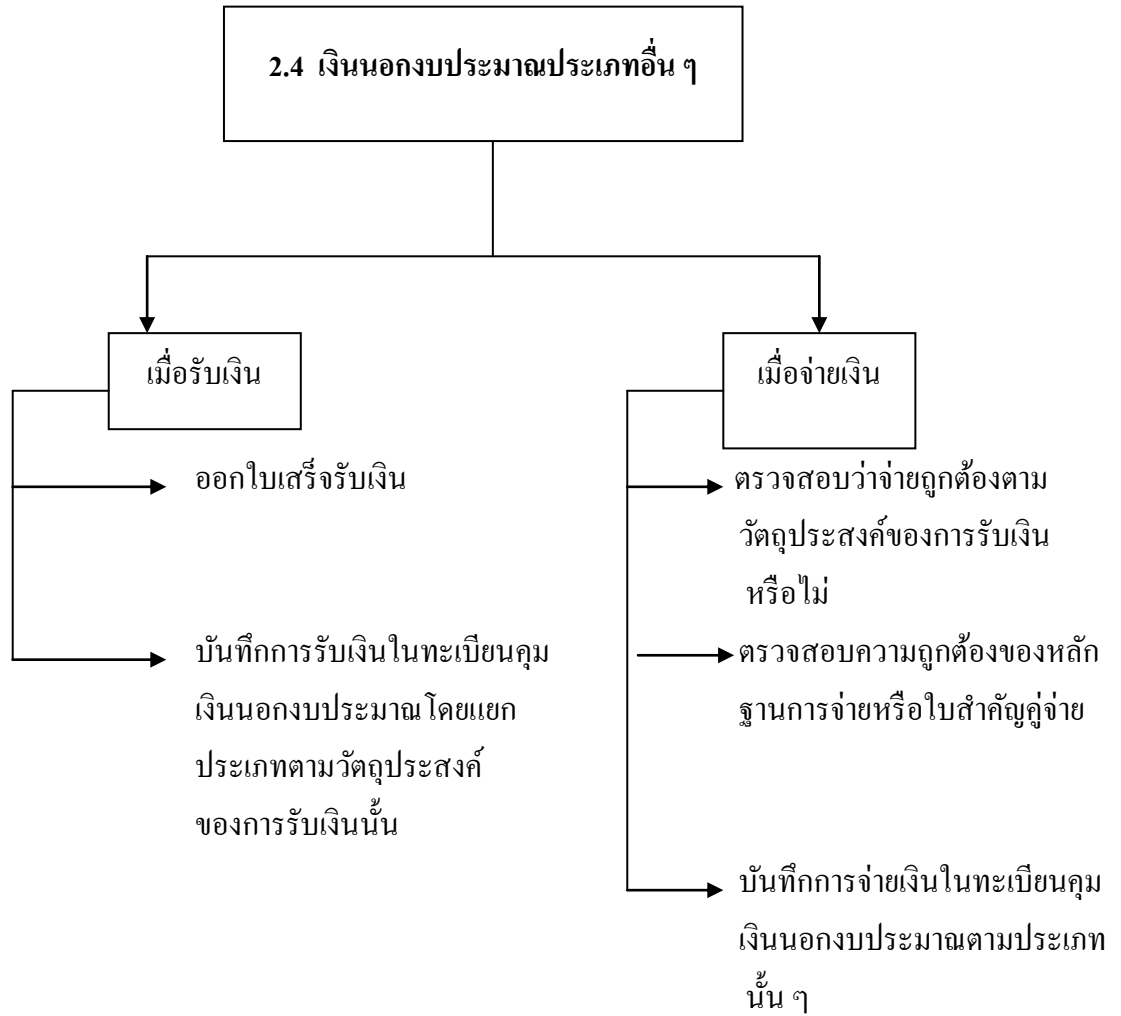 2.4 เงินนอกงบประมาณประเภทอื่น ๆ
เมื่อรับเงิน
ออกใบเสร็จรับเงิน
บันทึกการรับเงินในทะเบียนคุม
เงินนอกงบประมาณโดยแยก
ประเภทตามวัตถุประสงค์
ของการรับเงินนั้น
เมื่อจ่ายเงิน
ตรวจสอบว่าจ่ายถูกต้องตาม
วัตถุประสงค์ของการรับเงิน
หรือไม่
ตรวจสอบความถูกต้องของหลัก
ฐานการจ่ายหรือใบสำคัญคู่จ่าย
บันทึกการจ่ายเงินในทะเบียนคุม
เงินนอกงบประมาณตามประเภท
นั้น ๆ